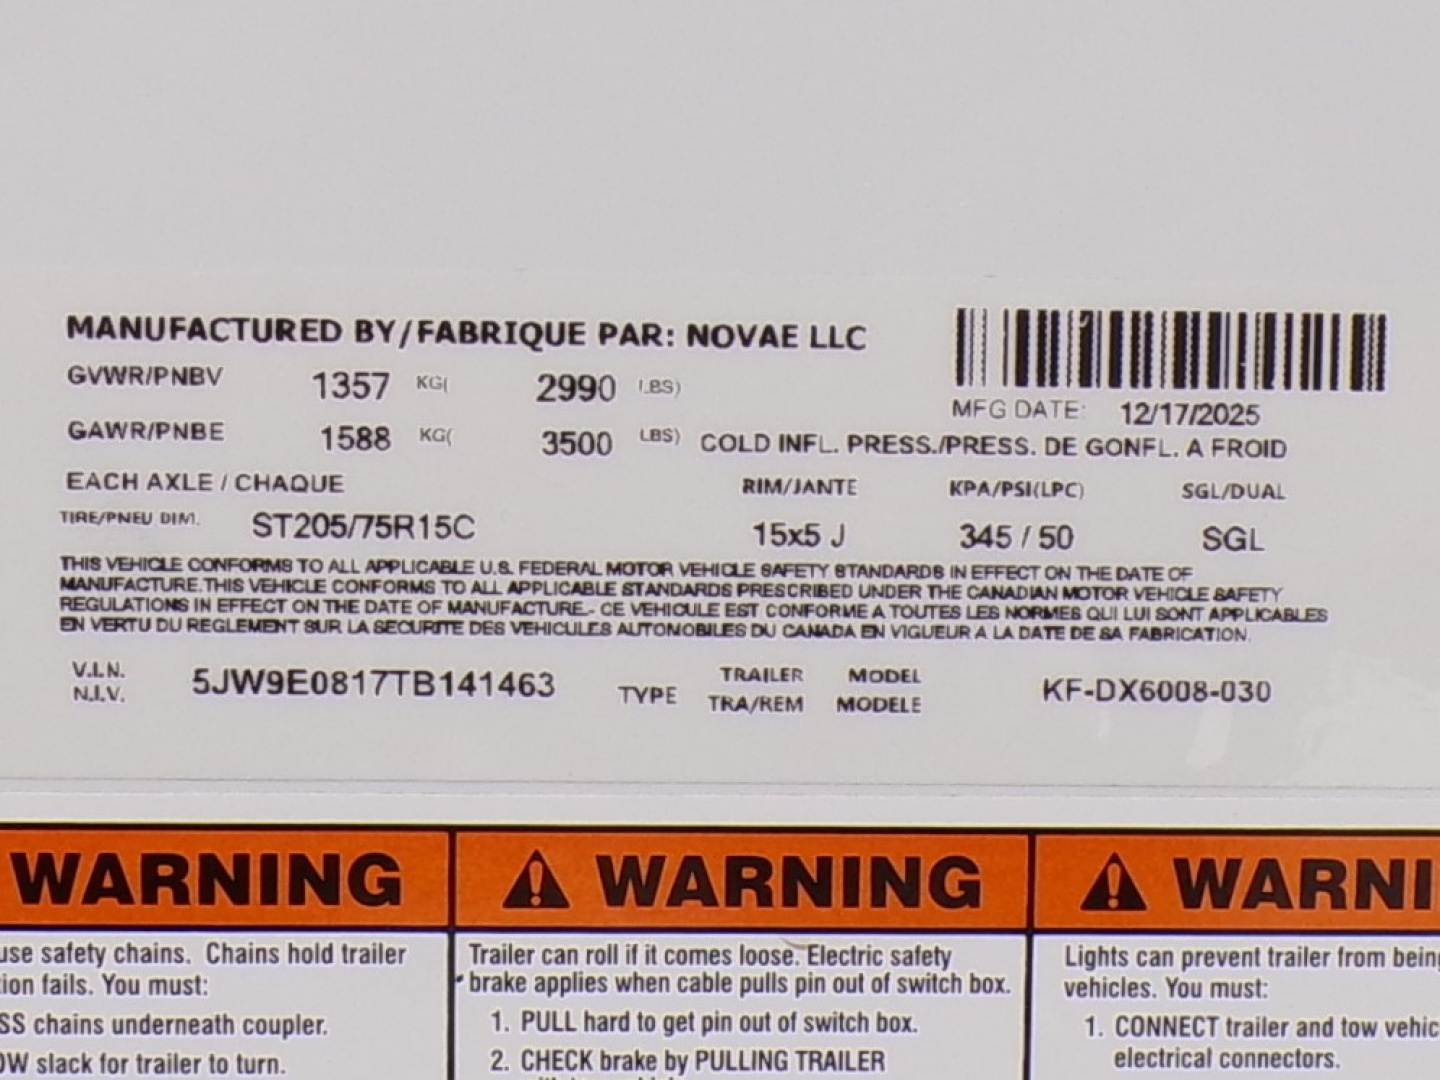 MANUFACTURED BY/FABRIQUE PAR: NOVAE LLC
GVWR/PNBV 1357 KG( 2990 LBS)
MFG DATE: 12/17/2025
GAWR/PNBE 1588 KG( 3500 LBS) COLD INFL. PRESS./PRESS. DE GONFL. A FROID
EACH AXLE / CHAQUE RIM/JANTE KPA/PSI(LPC) SGL/DUAL
TIRE/PNEU DIM. ST205/75R15C 15x5 J 345 / 50 SGL
THIS VEHICLE CONFORMS TO ALL APPLICABLE U.S. FEDERAL MOTOR VEHICLE SAFETY STANDARDS IN EFFECT ON THE DATE OF
MANUFACTURE.THIS VEHICLE CONFORMS TO ALL APPLICABLE STANDARDS PRESCRIBED UNDER THE CANADIAN MOTOR VEHICLE SAFETY
REGULATIONS IN EFFECT ON THE DATE OF MANUFACTURE.- CE VEHICULE EST CONFORME A TOUTES LES NORMES QUI LUI SONT APPLICABLES
EN VERTU DU REGLEMENT SUR LA SECURITE DES VEHICULES AUTOMOBILES DU CANADA EN VIGUEUR A LA DATE DE SA FABRICATION.
V.I.N. 5JW9E0817TB141463 TYPE TRAILER MODEL KF-DX6008-030
N.I.V. TRA/REM MODELE
WARNING
use safety chains. Chains hold trailer
fails. You must:
chains underneath coupler.
slack for trailer to turn.
WARNING
Trailer can roll if it comes loose. Electric safety
brake applies when cable pulls pin out of switch box.
1. PULL hard to get pin out of switch box.
2. CHECK brake by PULLING TRAILER
WARNI
Lights can prevent trailer from being
vehicles. You must:
1. CONNECT trailer and tow vehic
electrical connectors.